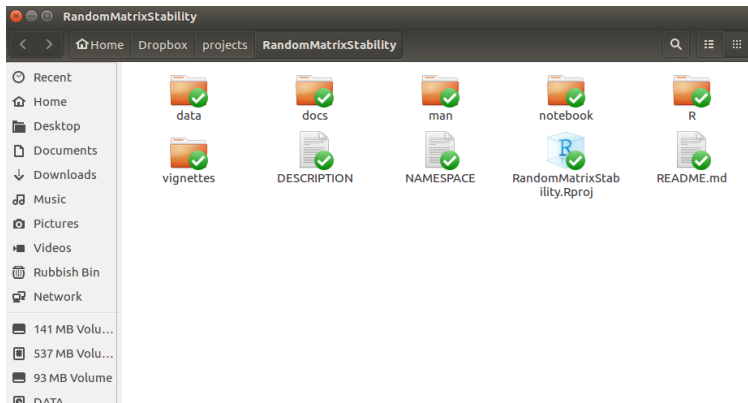 RandomMatrixStability
Home Dropbox projects RandomMatrixStability
Recent
Home
Desktop
Documents
Downloads
Music
Pictures
Videos
Rubbish Bin
Network
141 MB Volu...
537 MB Volu...
93 MB Volume
DATA
data docs man notebook R
vignettes DESCRIPTION NAMESPACE RandomMatrixStab README.md
ility.Rproj